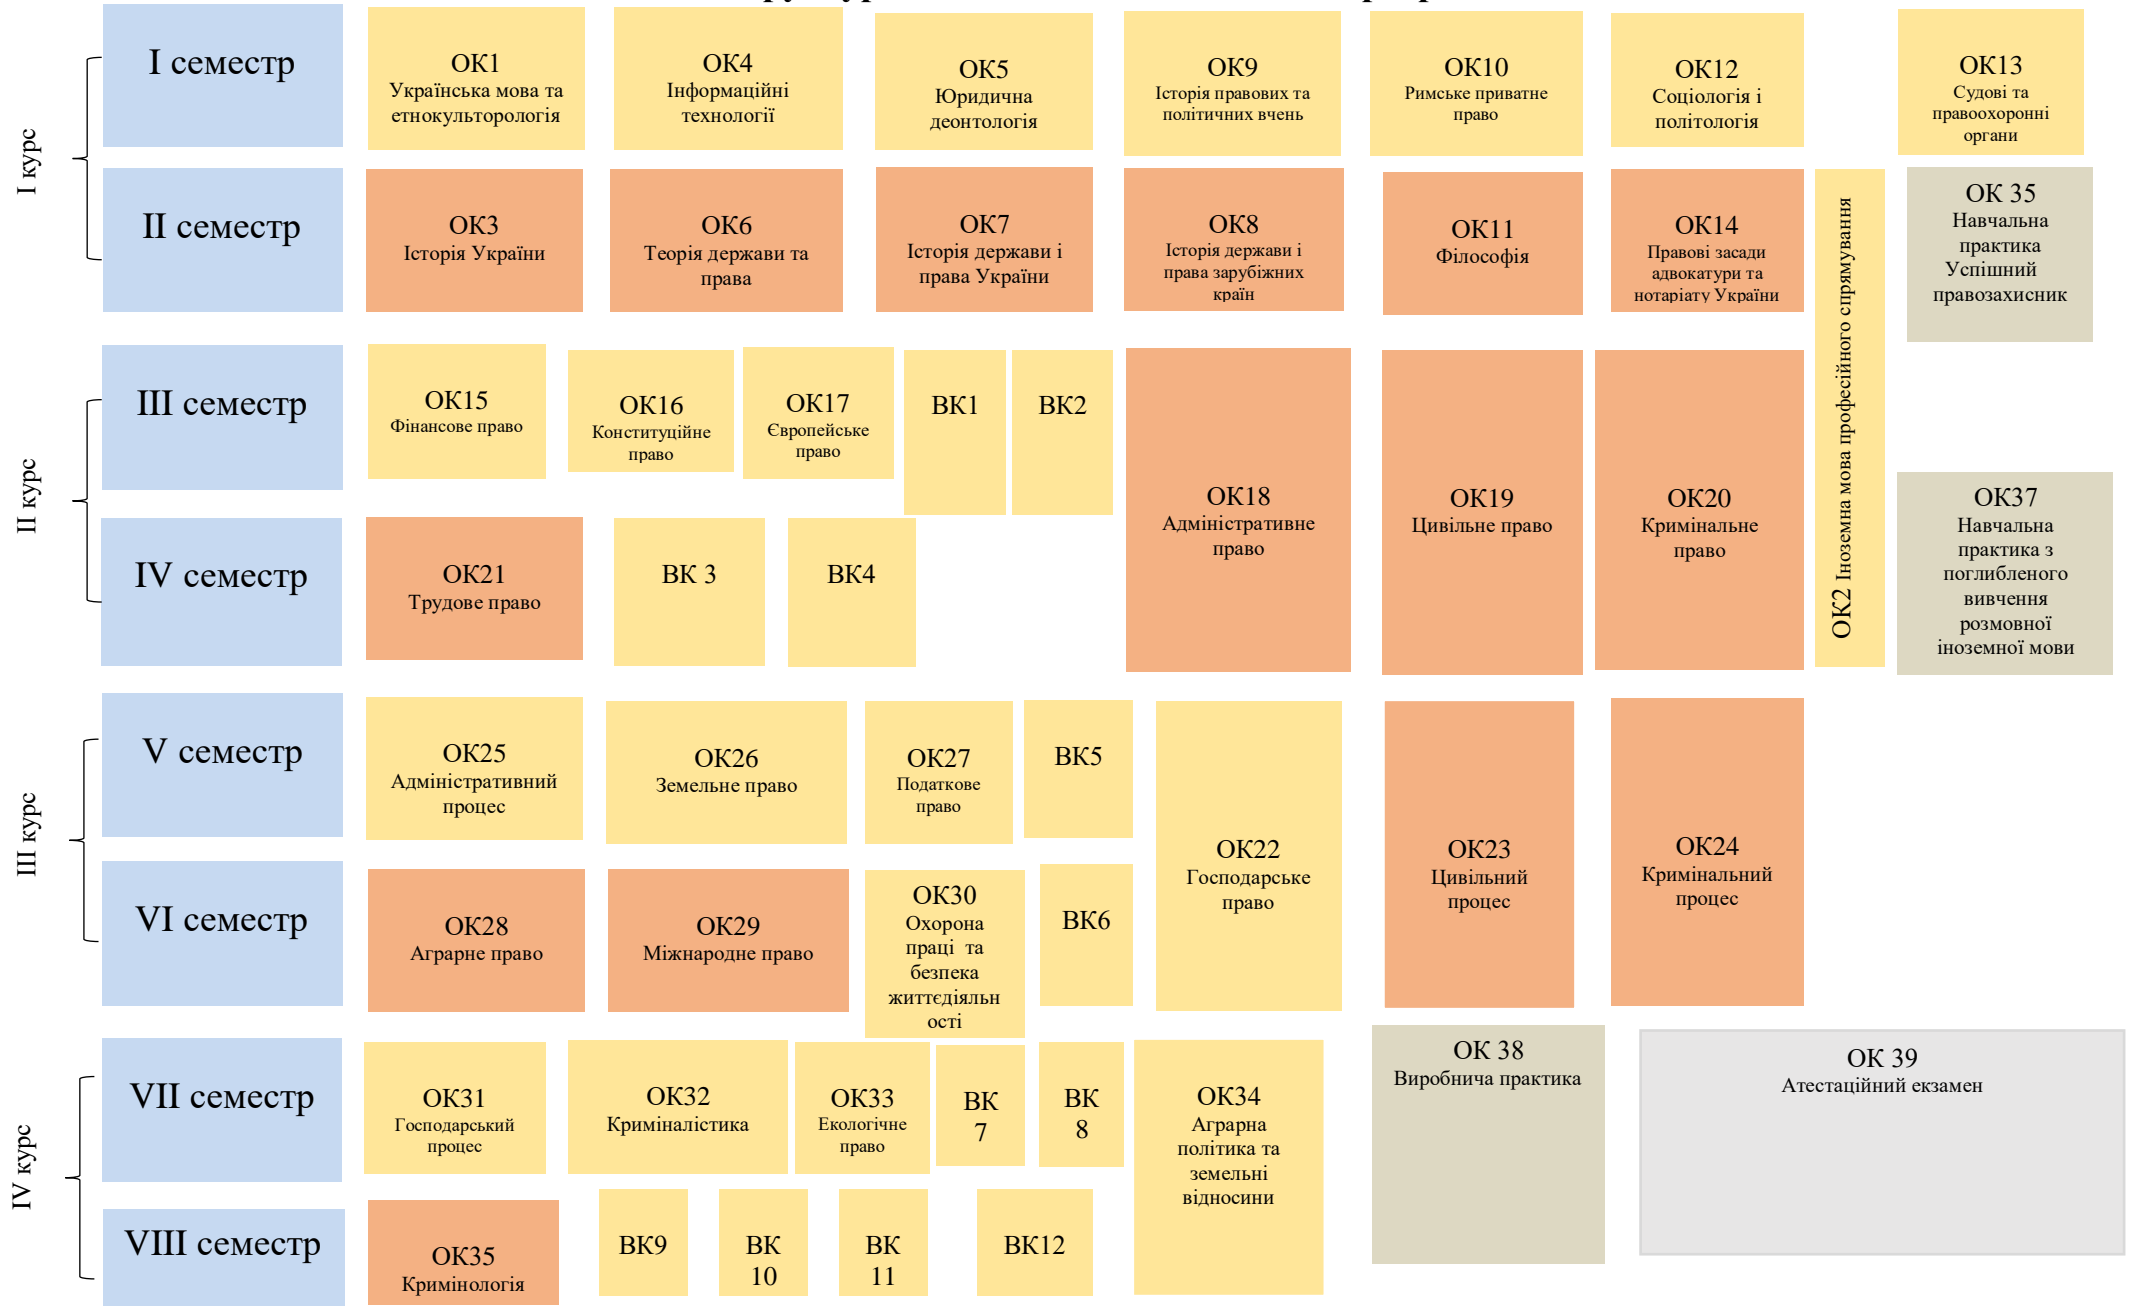 I курс
I семестр
ОК1
Українська мова та
етнокульторологія
ОК4
Інформаційні
технології
ОК5
Юридична
деонтологія
ОК9
Історія правових та
політичних вчень
ОК10
Римське приватне
право
ОК12
Соціологія і
політологія
ОК13
Судові та
правоохоронні
органи
II семестр
ОК3
Історія України
ОК6
Теорія держави та
права
ОК7
Історія держави і
права України
ОК8
Історія держави і
права зарубіжних
країн
ОК11
Філософія
ОК14
Правові засади
адвокатури та
нотаріату України
ОК2 Іноземна мова професійного спрямування
ОК 35
Навчальна
практика
Успішний
правозахисник
II курс
III семестр
ОК15
Фінансове право
ОК16
Конституційне
право
ОК17
Європейське
право
ВК1
ВК2
ОК18
Адміністративне
право
ОК19
Цивільне право
ОК20
Кримінальне
право
ОК37
Навчальна
практика з
поглибленого
вивчення
розмовної
іноземної мови
IV семестр
ОК21
Трудове право
ВК 3
ВК4
III курс
V семестр
ОК25
Адміністративний
процес
ОК26
Земельне право
ОК27
Податкове
право
ВК5
ОК22
Господарське
право
ОК23
Цивільний
процес
ОК24
Кримінальний
процес
VI семестр
ОК28
Аграрне право
ОК29
Міжнародне право
ОК30
Охорона
праці та
безпека
життєдіяльн
ості
ВК6
IV курс
VII семестр
ОК31
Господарський
процес
ОК32
Криміналістика
ОК33
Екологічне
право
ВК
7
ВК
8
ОК34
Аграрна
політика та
земельні
відносини
ОК 38
Виробнича практика
ОК 39
Атестаційний екзамен
VIII семестр
ОК35
Кримінологія
ВК9
ВК
10
ВК
11
ВК12